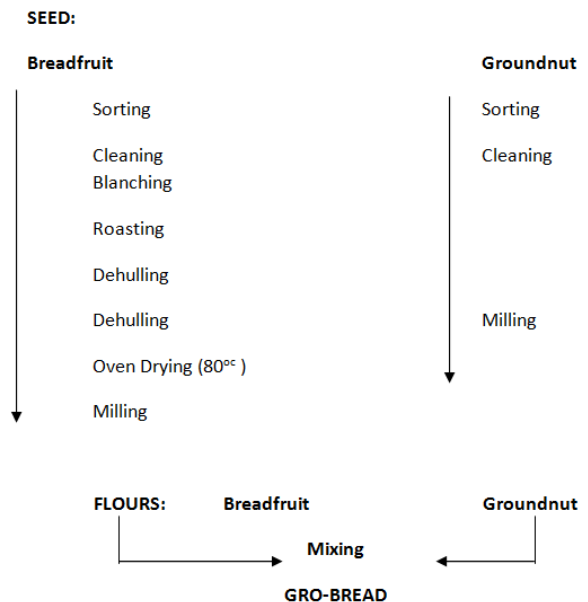 SEED:
Breadfruit Groundnut
Sorting Sorting
Cleaning Cleaning
Blanching
Roasting
Dehulling
Dehulling Milling
Oven Drying (80oc )
Milling
FLOURS: Breadfruit Groundnut
Mixing
GRO-BREAD